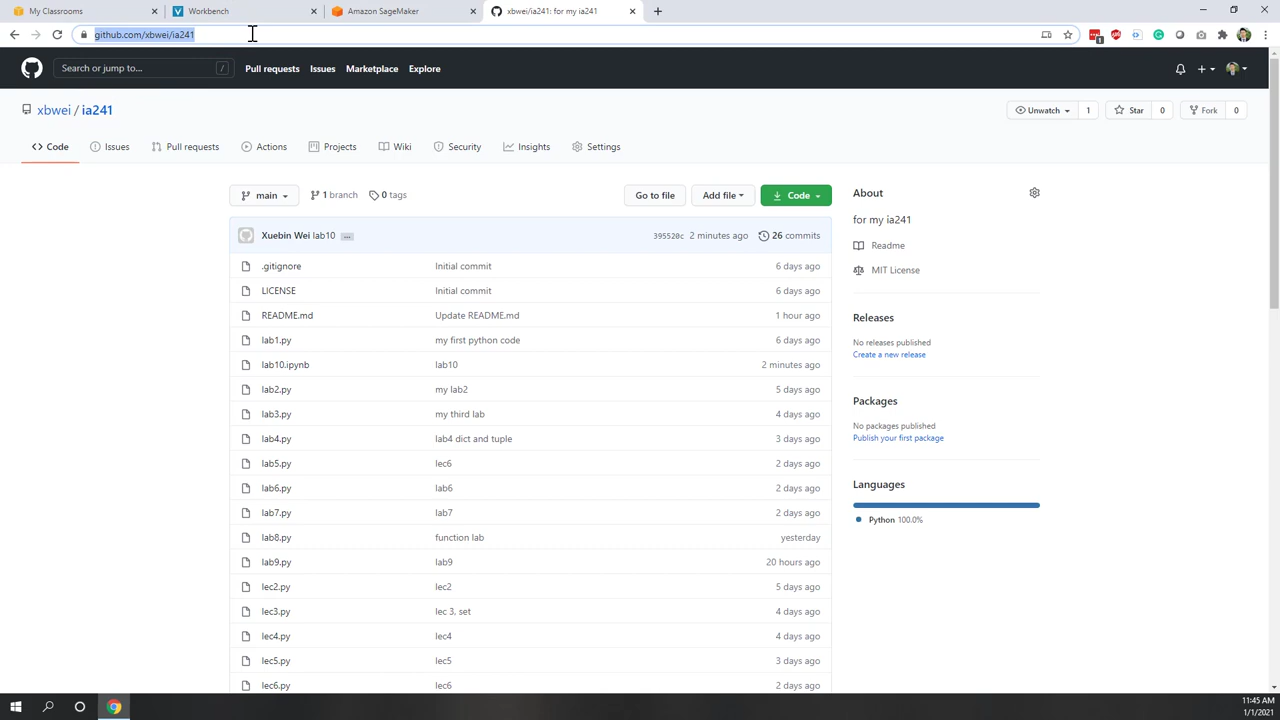 My Classrooms
Workbench
Amazon SageMaker
xbwei/ia241: for my ia241
github.com/xbwei/ia241
1
Search or jump to...
/
Pull requests
Issues
Marketplace
Explore
xbwei / ia241
Unwatch
1
Star
0
Fork
0
Code
Issues
Pull requests
Actions
Projects
Wiki
Security
Insights
Settings
main
1 branch
0 tags
Go to file
Add file
Code
About
for my ia241
Readme
MIT License
Xuebin Wei lab10 ...
395520c 2 minutes ago
26 commits
.gitignore Initial commit 6 days ago
LICENSE Initial commit 6 days ago
README.md Update README.md 1 hour ago
lab1.py my first python code 6 days ago
lab10.ipynb lab10 2 minutes ago
lab2.py my lab2 5 days ago
lab3.py my third lab 4 days ago
lab4.py lab4 dict and tuple 3 days ago
lab5.py lec6 2 days ago
lab6.py lab6 2 days ago
lab7.py lab7 2 days ago
lab8.py function lab yesterday
lab9.py lab9 20 hours ago
lec2.py lec2 5 days ago
lec3.py lec 3, set 4 days ago
lec4.py lec4 4 days ago
lec5.py lec5 3 days ago
lec6.py lec6 2 days ago
Releases
No releases published
Create a new release
Packages
No packages published
Publish your first package
Languages
Python 100.0%
11:45 AM
1/1/2021